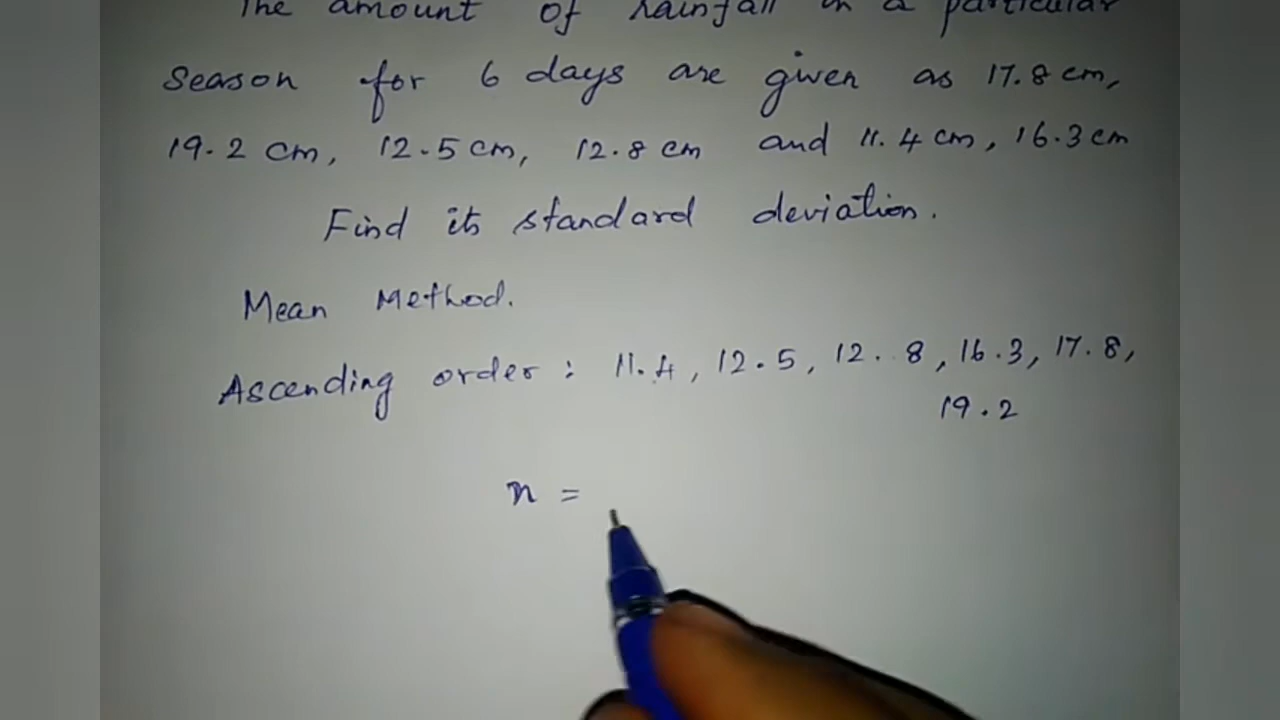 The amount of rainfall in a particular
season for 6 days are given as 17.8 cm,
19.2 cm, 12.5 cm, 12.8 cm and 11.4 cm, 16.3 cm
Find its standard deviation.
Mean Method.
Ascending order : 11.4, 12.5, 12.8, 16.3, 17.8,
19.2
n =